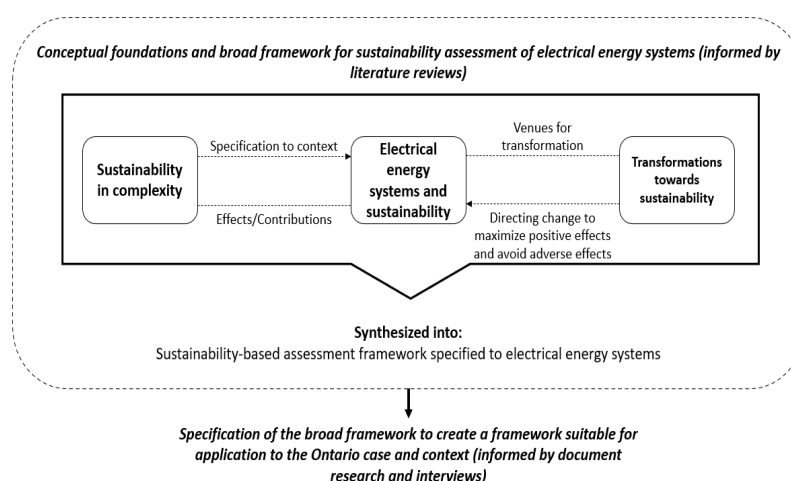 Conceptual foundations and broad framework for sustainability assessment of electrical energy systems (informed by
literature reviews)
Sustainability
in complexity
Specification to context
Effects/Contributions
Electrical
energy
systems and
sustainability
Venues for
transformation
Directing change to
maximize positive effects
and avoid adverse effects
Transformations
towards
sustainability
Synthesized into:
Sustainability-based assessment framework specified to electrical energy systems
Specification of the broad framework to create a framework suitable for
application to the Ontario case and context (informed by document
research and interviews)